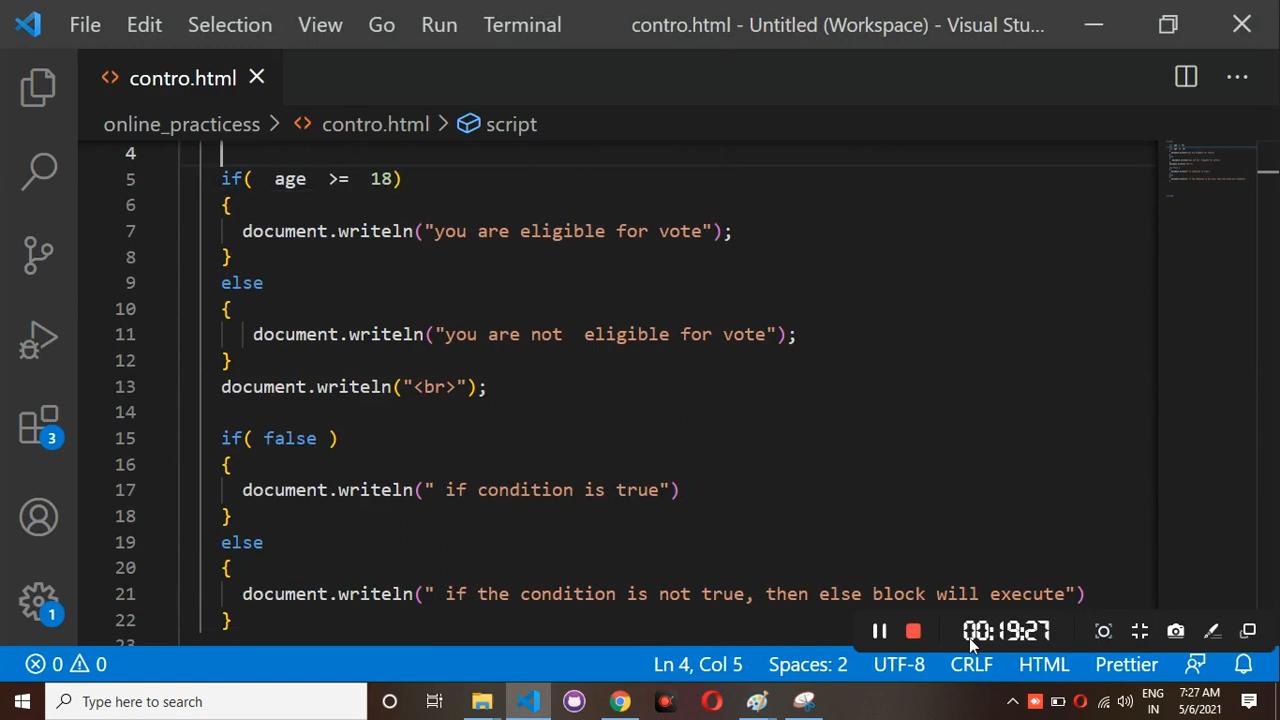 File Edit Selection View Go Run Terminal contro.html - Untitled (Workspace) - Visual Stu...
contro.html
online_practicess > contro.html > script
4
5 if( age >= 18)
6 {
7 document.writeln("you are eligible for vote");
8 }
9 else
10 {
11 document.writeln("you are not  eligible for vote");
12 }
13 document.writeln("<br>");
14
15 if( false )
16 {
17 document.writeln(" if condition is true")
18 }
19 else
20 {
21 document.writeln(" if the condition is not true, then else block will execute")
22 }
3
1
00:19:27
0 0 Ln 4, Col 5 Spaces: 2 UTF-8 CRLF HTML Prettier
Type here to search
ENG
IN
7:27 AM
5/6/2021